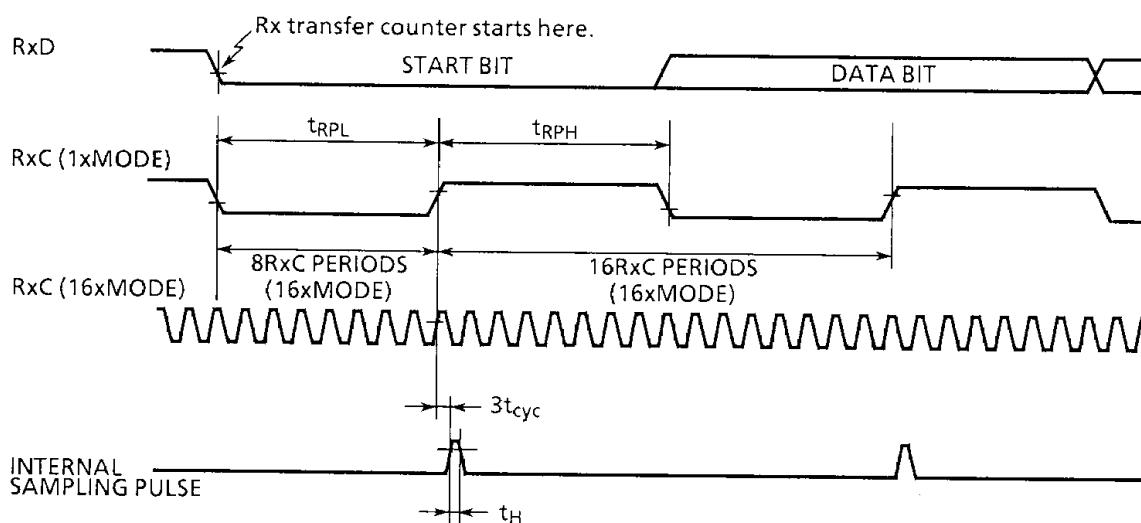 Rx transfer counter starts here.
RxD
START BIT
DATA BIT
tRPL
tRPH
RxC (1xMODE)
8RxC PERIODS
(16xMODE)
16RxC PERIODS
(16xMODE)
RxC (16xMODE)
3tcyc
INTERNAL
SAMPLING PULSE
tH